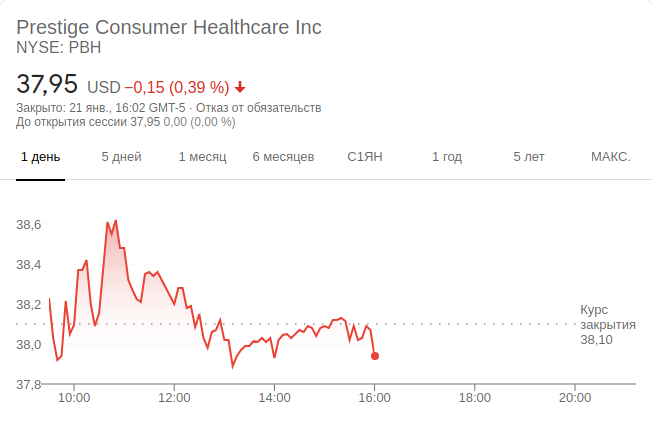 Prestige Consumer Healthcare Inc
NYSE: PBH
37,95 USD −0,15 (0,39 %)
Закрыто: 21 янв., 16:02 GMT-5 · Отказ от обязательств
До открытия сессии 37,95 0,00 (0,00 %)
1 день 5 дней 1 месяц 6 месяцев С1ЯН 1 год 5 лет МАКС.
38,6
38,4
38,2
Курс
закрытия
38,10
38,0
37,8
10:00 12:00 14:00 16:00 18:00 20:00